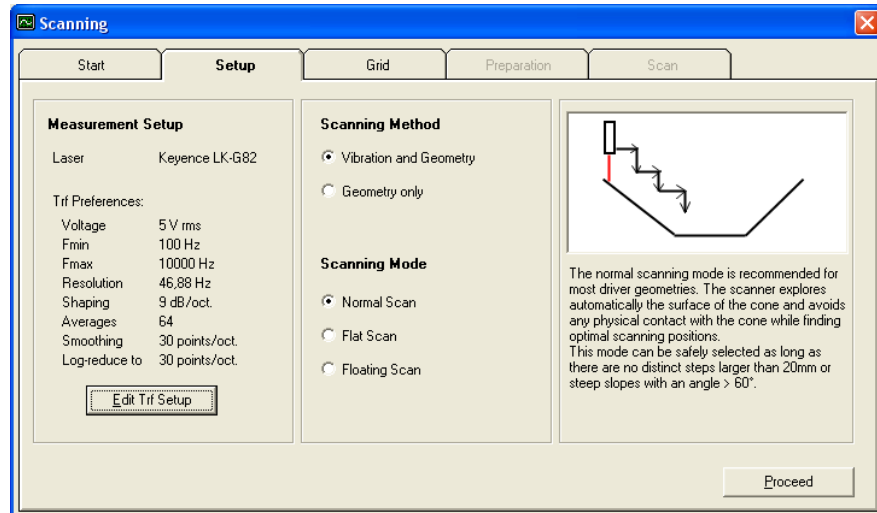 Scanning
Start
Setup
Grid
Preparation
Scan
Measurement Setup
Laser Keyence LK-G82
Trf Preferences:
Voltage 5 V rms
Fmin 100 Hz
Fmax 10000 Hz
Resolution 46,88 Hz
Shaping 9 dB/oct.
Averages 64
Smoothing 30 points/oct.
Log-reduce to 30 points/oct.
Edit Trf Setup
Scanning Method
Vibration and Geometry
Geometry only
Scanning Mode
Normal Scan
Flat Scan
Floating Scan
The normal scanning mode is recommended for
most driver geometries. The scanner explores
automatically the surface of the cone and avoids
any physical contact with the cone while finding
optimal scanning positions.
This mode can be safely selected as long as
there are no distinct steps larger than 20mm or
steep slopes with an angle > 60°.
Proceed